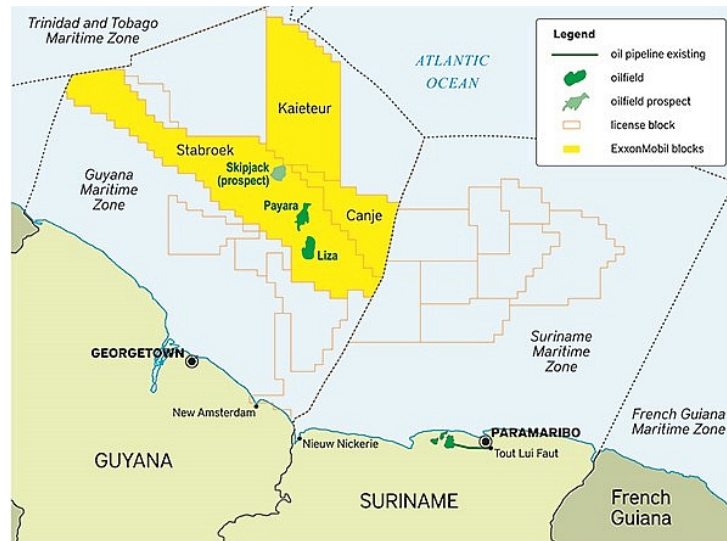 Trinidad and Tobago
Maritime Zone
ATLANTIC
OCEAN
Legend
oil pipeline existing
oilfield
oilfield prospect
license block
ExxonMobil blocks
Kaieteur
Stabroek
Skipjack
(prospect)
Guyana
Maritime
Zone
Payara
Canje
Liza
Suriname
Maritime
Zone
GEORGETOWN
New Amsterdam
Nieuw Nickerie
PARAMARIBO
Tout Lui Faut
French Guiana
Maritime Zone
GUYANA
SURINAME
French
Guiana